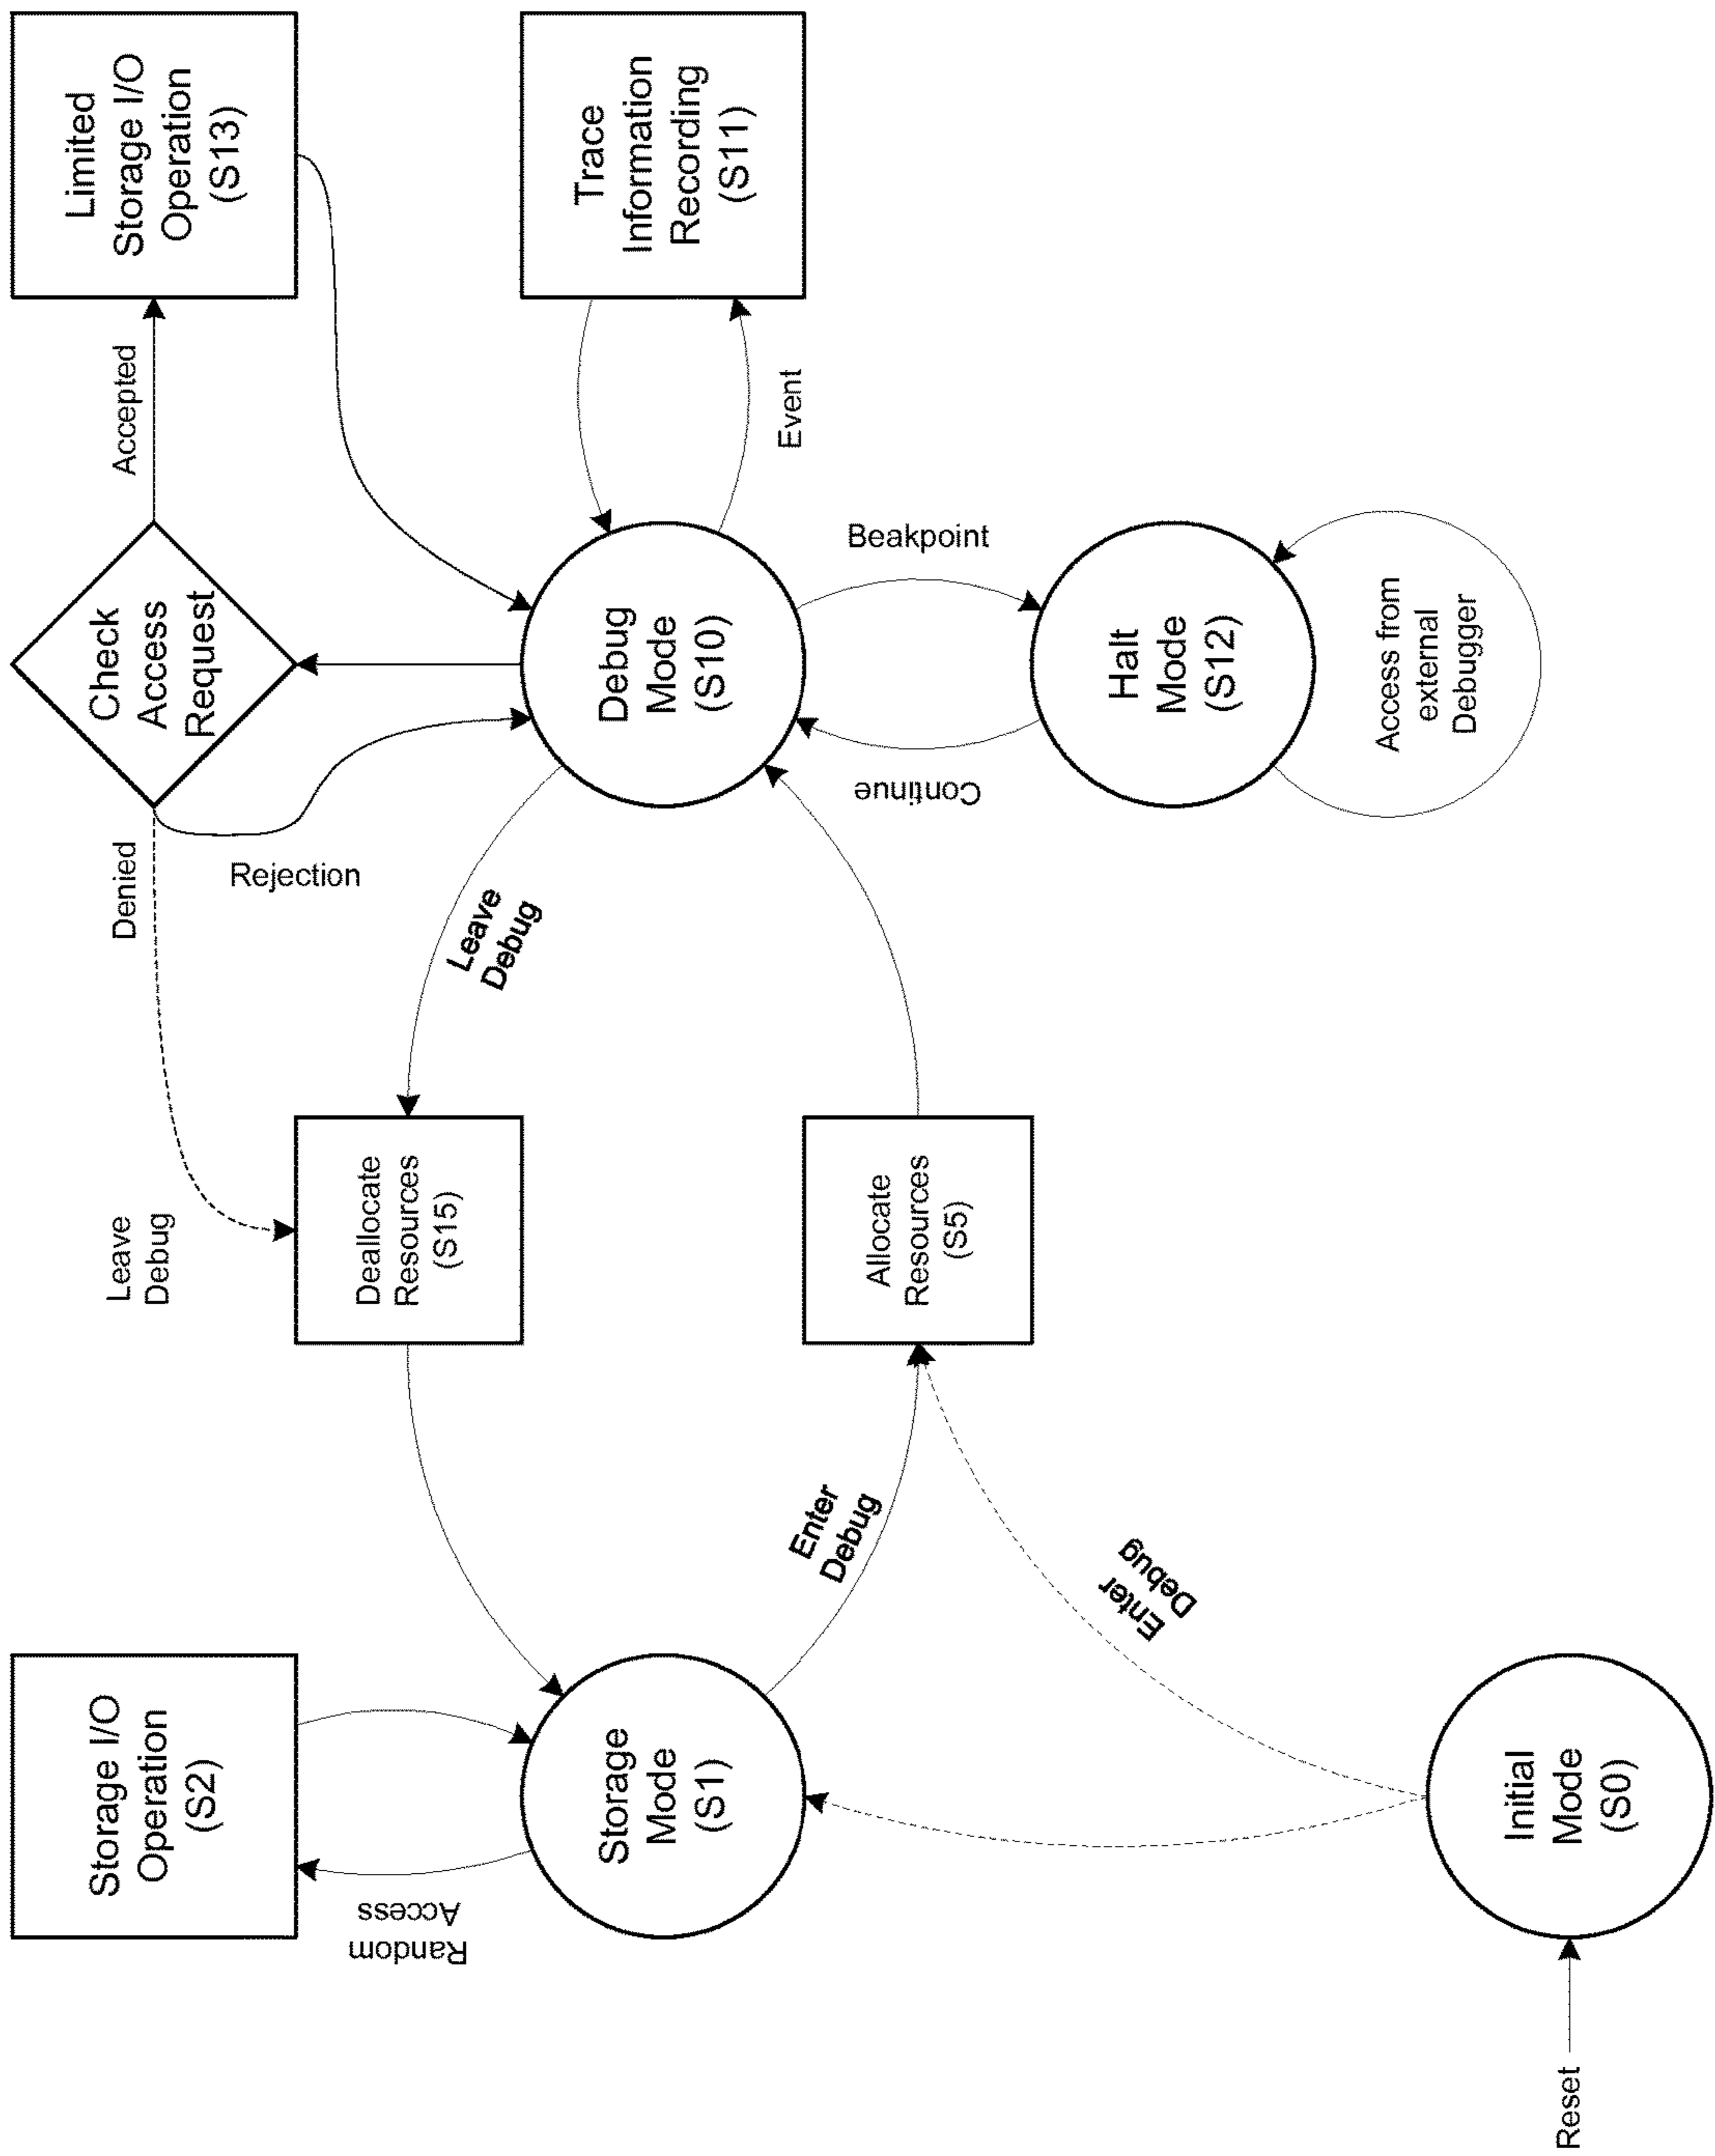 Limited
Storage I/O
Operation
(S13)
Trace
Information
Recording
(S11)
Accepted
Event
Check
Access
Request
Debug
Mode
(S10)
Beakpoint
Halt
Mode
(S12)
Access from
external
Debugger
Continue
Denied
Rejection
Leave
Debug
Leave
Debug
Deallocate
Resources
(S15)
Allocate
Resources
(S5)
Enter
Debug
Enter
Debug
Storage I/O
Operation
(S2)
Random
Access
Storage
Mode
(S1)
Initial
Mode
(S0)
Reset